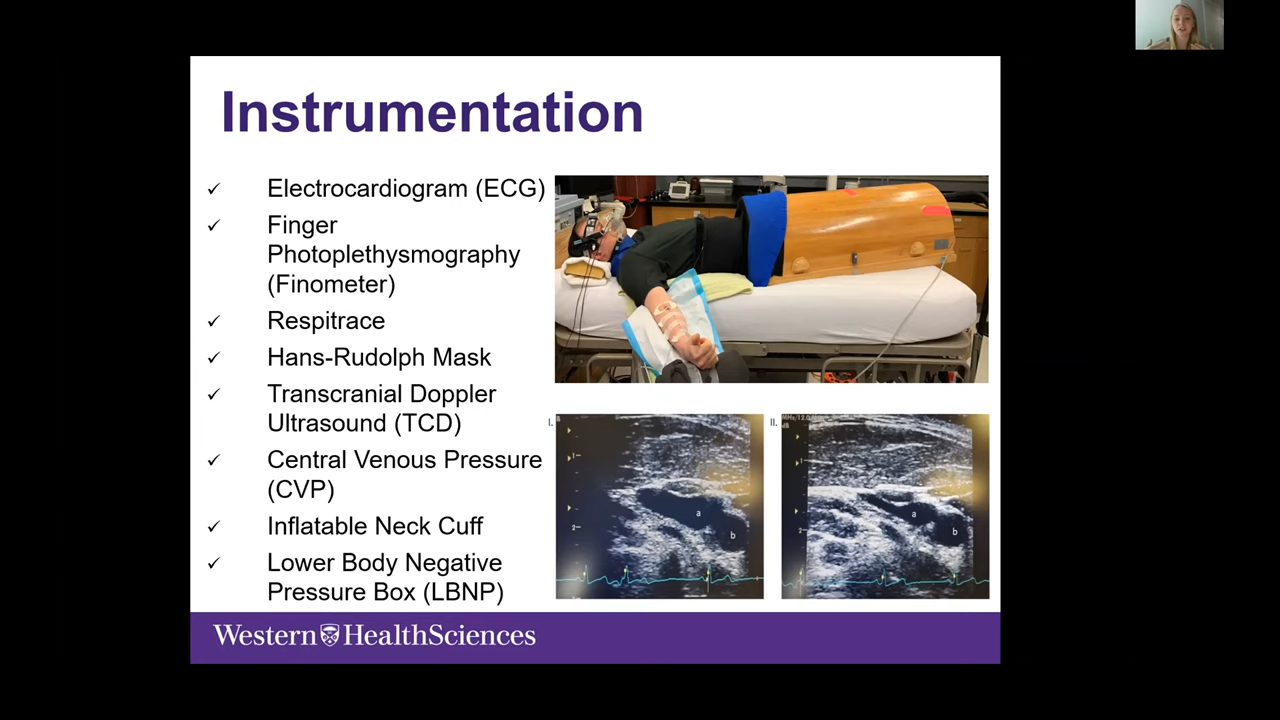 Instrumentation
✓ Electrocardiogram (ECG)
✓ Finger
Photoplethysmography
(Finometer)
✓ Respitrace
✓ Hans-Rudolph Mask
✓ Transcranial Doppler
Ultrasound (TCD)
✓ Central Venous Pressure
(CVP)
✓ Inflatable Neck Cuff
✓ Lower Body Negative
Pressure Box (LBNP)
I.
a
b
II.
a
b
Western HealthSciences